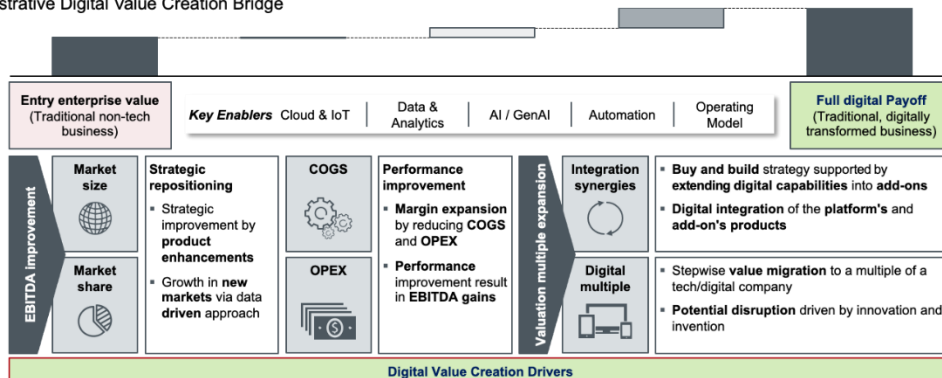 strative Digital Value Creation Bridge
Entry enterprise value
(Traditional non-tech
business)
Key Enablers Cloud & IoT
Data &
Analytics
AI / GenAI
Automation
Operating
Model
Full digital Payoff
(Traditional, digitally
transformed business)
EBITDA improvement
Market
size
Market
share
Strategic
repositioning
▪ Strategic
improvement by
product
enhancements
▪ Growth in new
markets via data
driven approach
COGS
OPEX
Performance
improvement
▪ Margin expansion
by reducing COGS
and OPEX
▪ Performance
improvement result
in EBITDA gains
Valuation multiple expansion
Integration
synergies
Digital
multiple
▪ Buy and build strategy supported by
extending digital capabilities into add-ons
▪ Digital integration of the platform's and
add-on's products
▪ Stepwise value migration to a multiple of a
tech/digital company
▪ Potential disruption driven by innovation and
invention
Digital Value Creation Drivers